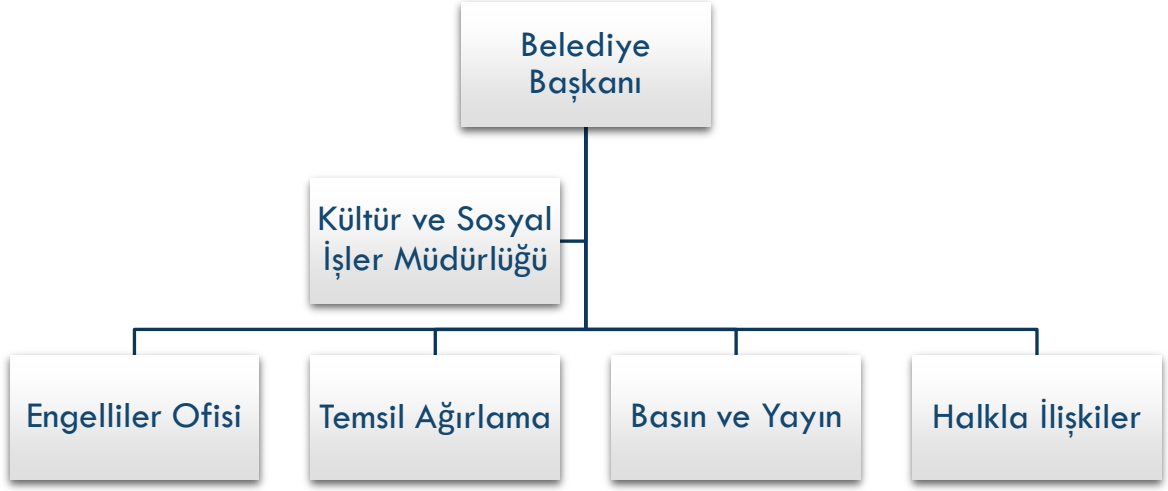 Belediye
Başkanı
Kültür ve Sosyal
İşler Müdürlüğü
Engelliler Ofisi
Temsil Ağırlama
Basın ve Yayın
Halkla İlişkiler